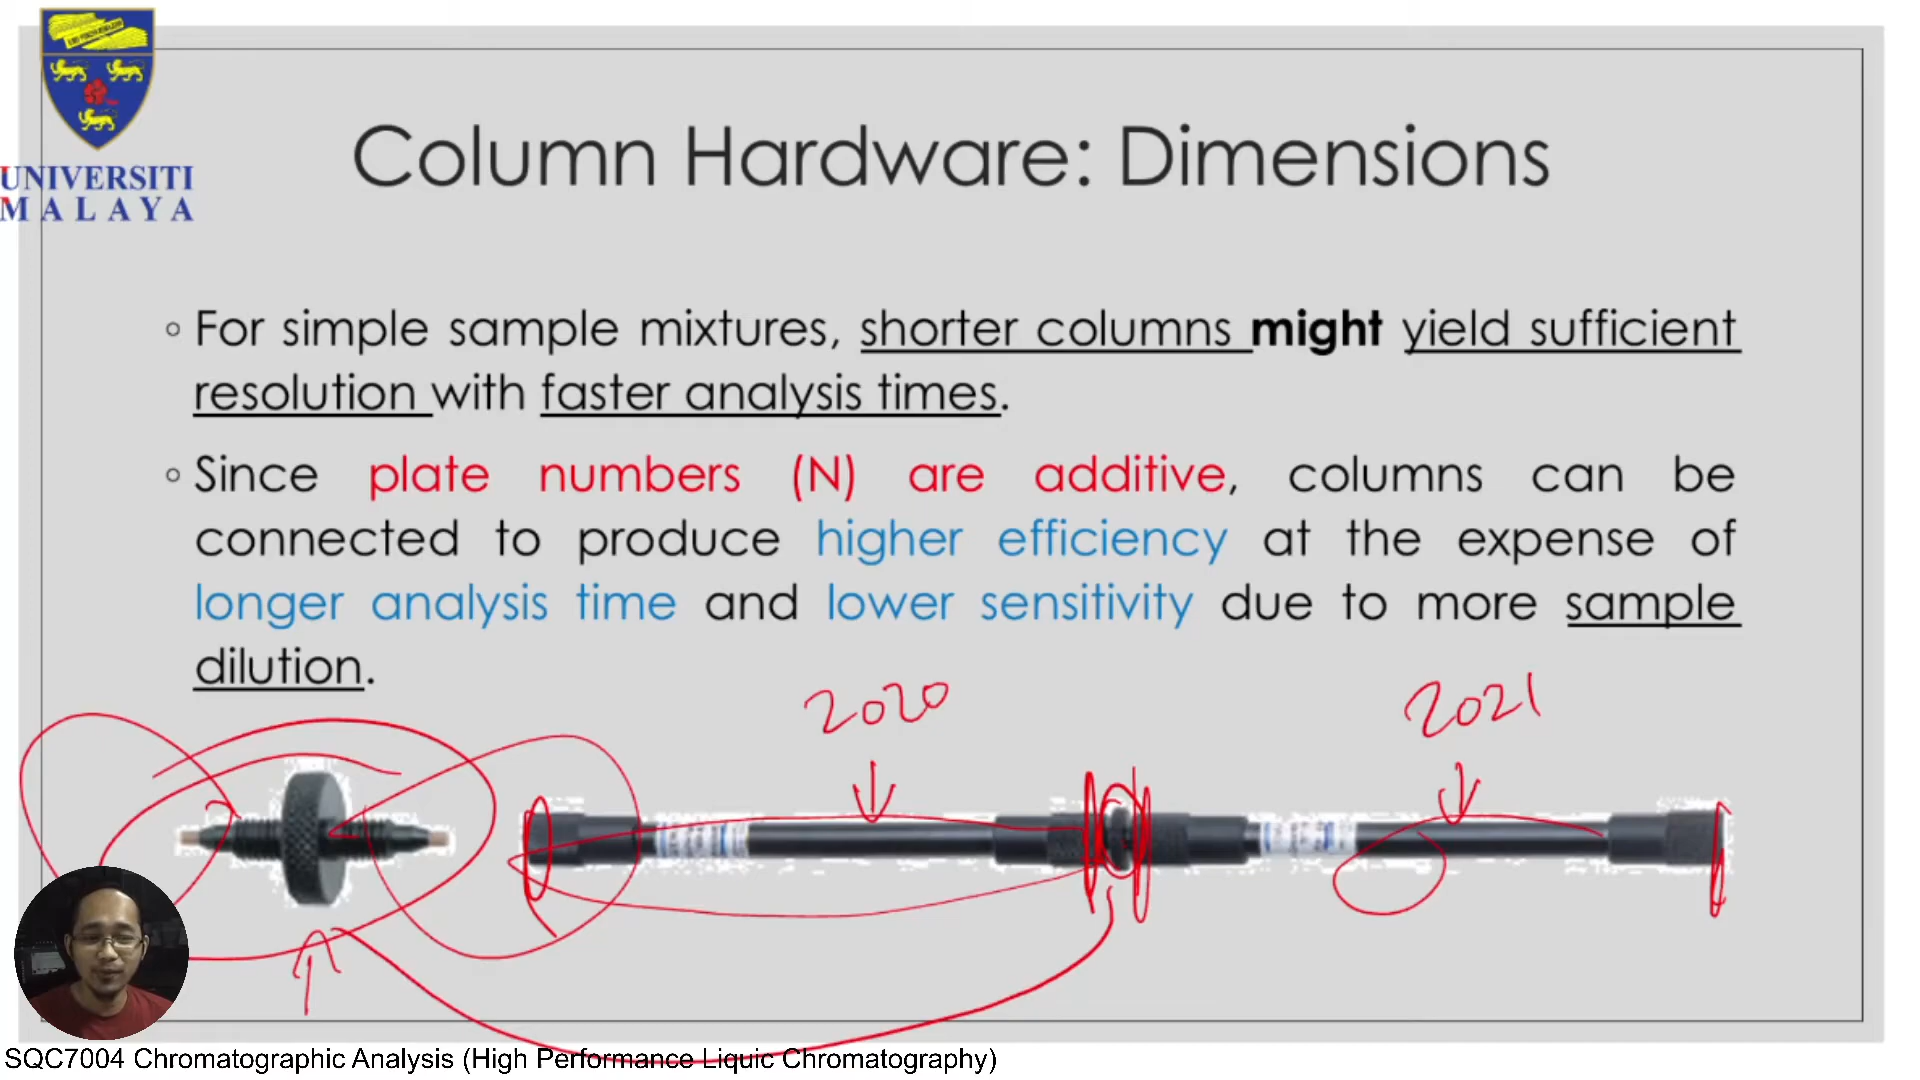 UNIVERSITI
MALAYA
Column Hardware: Dimensions
◦ For simple sample mixtures, shorter columns might yield sufficient
resolution with faster analysis times.
◦ Since plate numbers (N) are additive, columns can be
connected to produce higher efficiency at the expense of
longer analysis time and lower sensitivity due to more sample
dilution.
2020
2021
SQC7004 Chromatographic Analysis (High Performance Liquic Chromatography)